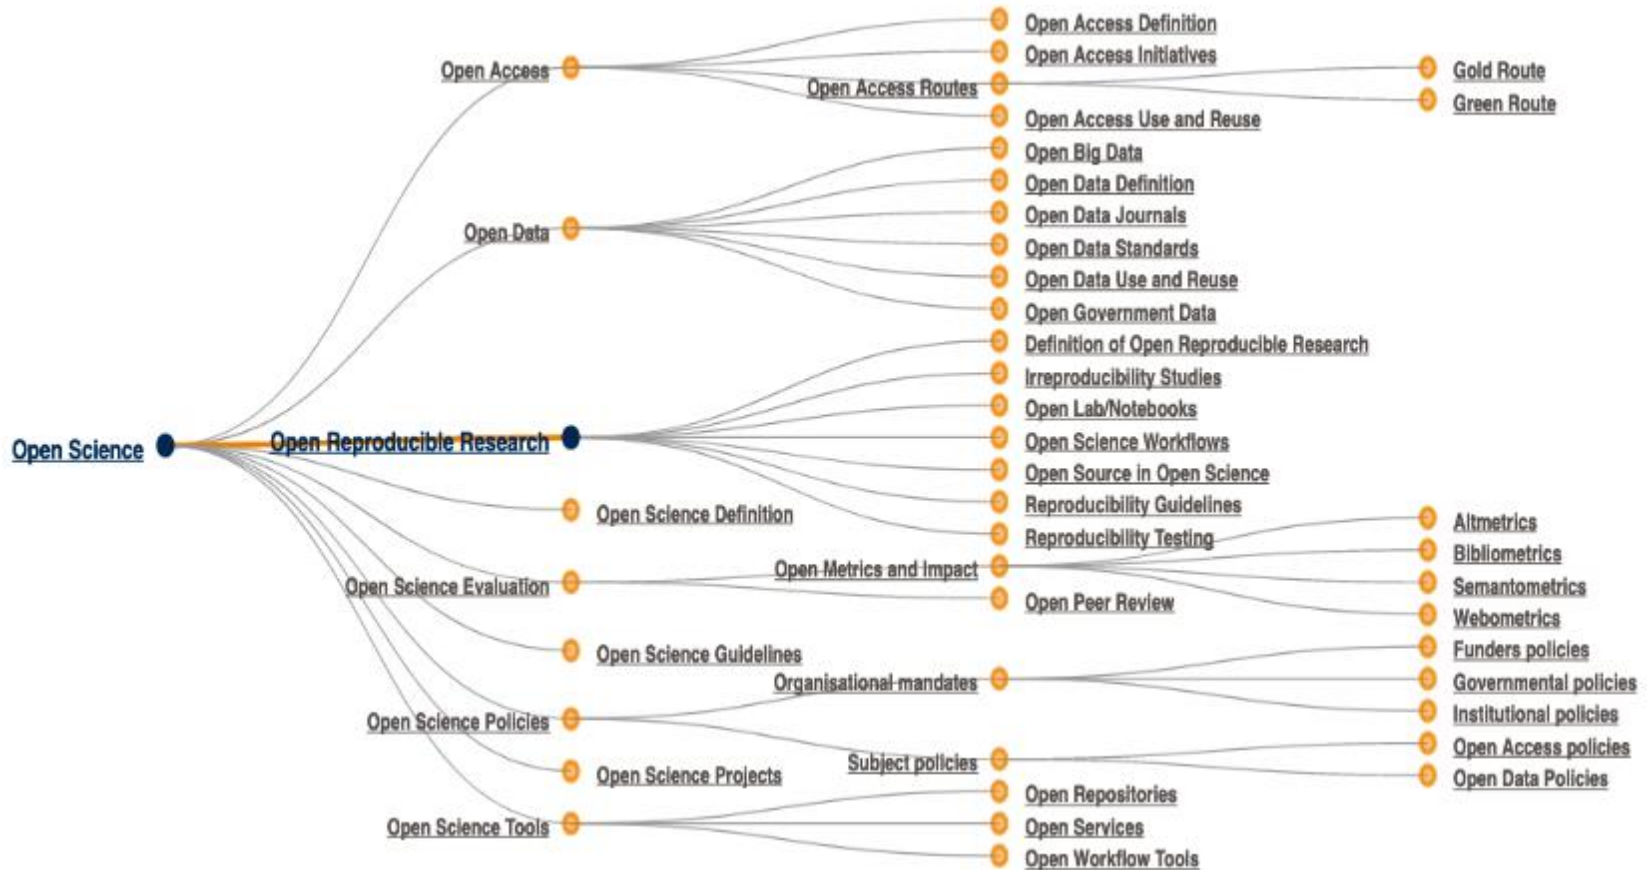 Open Science
Open Access
Open Access Definition
Open Access Initiatives
Open Access Routes
Gold Route
Green Route
Open Access Use and Reuse
Open Data
Open Big Data
Open Data Definition
Open Data Journals
Open Data Standards
Open Data Use and Reuse
Open Government Data
Open Reproducible Research
Definition of Open Reproducible Research
Irreproducibility Studies
Open Lab/Notebooks
Open Science Workflows
Open Source in Open Science
Reproducibility Guidelines
Reproducibility Testing
Open Science Definition
Open Science Evaluation
Open Metrics and Impact
Altmetrics
Bibliometrics
Semantometrics
Webometrics
Open Peer Review
Open Science Guidelines
Open Science Policies
Organisational mandates
Funders policies
Governmental policies
Institutional policies
Subject policies
Open Access policies
Open Data Policies
Open Science Projects
Open Science Tools
Open Repositories
Open Services
Open Workflow Tools